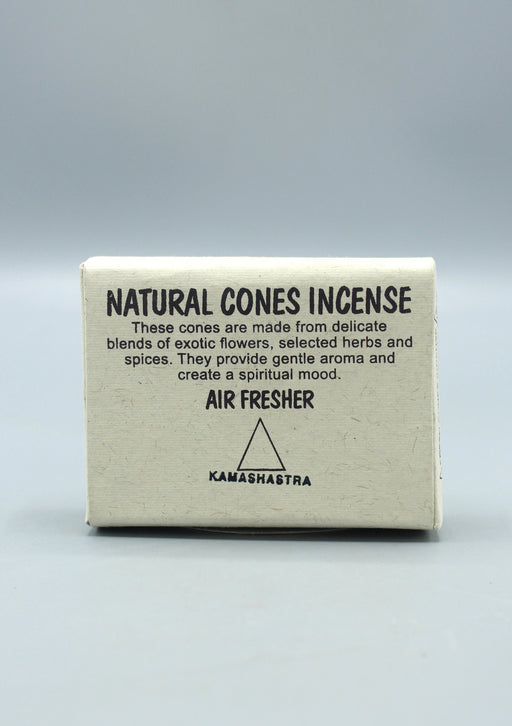 NATURAL CONES INCENSE
These cones are made from delicate
blends of exotic flowers, selected herbs and
spices. They provide gentle aroma and
create a spiritual mood.
AIR FRESHER
KAMASHASTRA